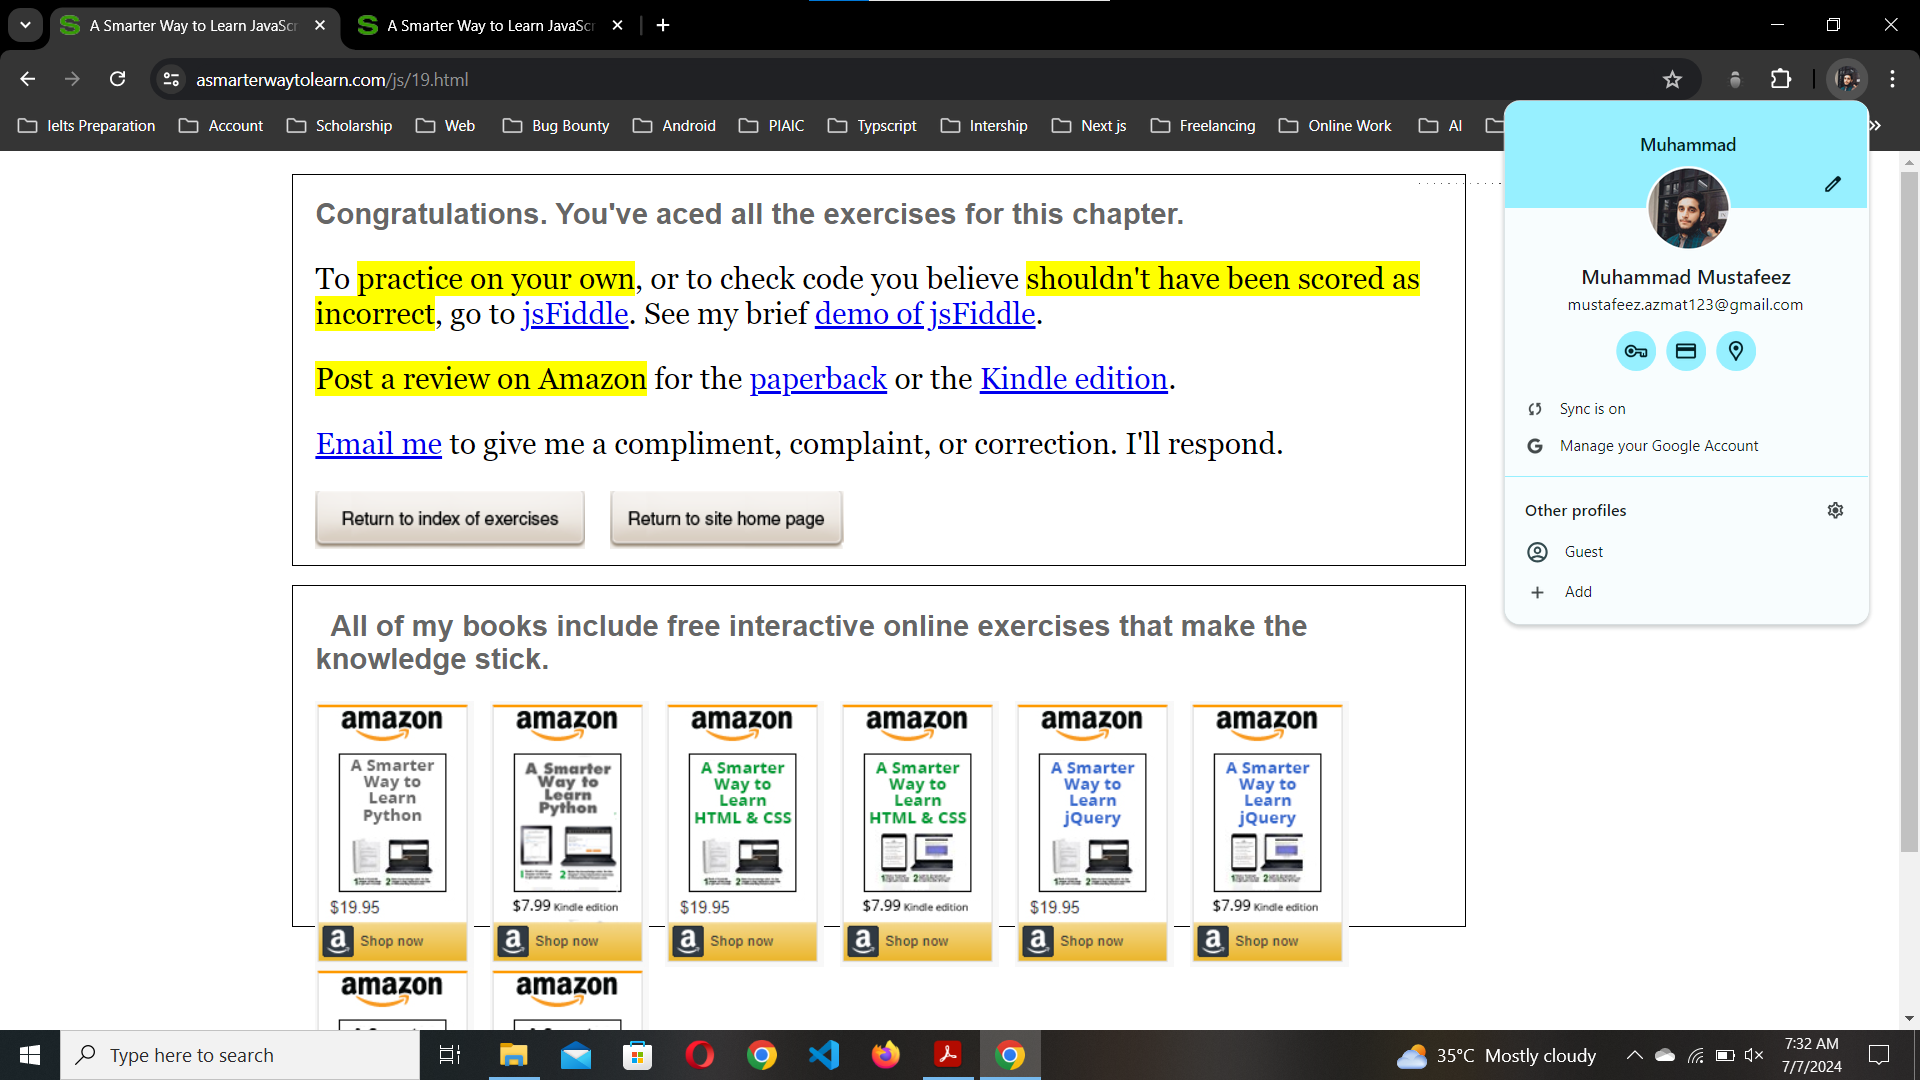 A Smarter Way to Learn JavaScr
A Smarter Way to Learn JavaScr
asmarterwaytolearn.com/js/19.html
Ielts Preparation
Account
Scholarship
Web
Bug Bounty
Android
PIAIC
Typscript
Intership
Next js
Freelancing
Online Work
AI
Muhammad
Muhammad Mustafeez
mustafeez.azmat123@gmail.com
Sync is on
Manage your Google Account
Other profiles
Guest
Add
Congratulations. You've aced all the exercises for this chapter.
To practice on your own, or to check code you believe shouldn't have been scored as
incorrect, go to jsFiddle. See my brief demo of jsFiddle.
Post a review on Amazon for the paperback or the Kindle edition.
Email me to give me a compliment, complaint, or correction. I'll respond.
Return to index of exercises
Return to site home page
All of my books include free interactive online exercises that make the
knowledge stick.
amazon
A Smarter
Way to
Learn
Python
$19.95
Shop now
amazon
A Smarter
Way to
Learn
Python
$7.99 Kindle edition
Shop now
amazon
A Smarter
Way to
Learn
HTML & CSS
$19.95
Shop now
amazon
A Smarter
Way to
Learn
HTML & CSS
$7.99 Kindle edition
Shop now
amazon
A Smarter
Way to
Learn
jQuery
$19.95
Shop now
amazon
A Smarter
Way to
Learn
jQuery
$7.99 Kindle edition
Shop now
amazon
amazon
Type here to search
35°C Mostly cloudy
7:32 AM
7/7/2024